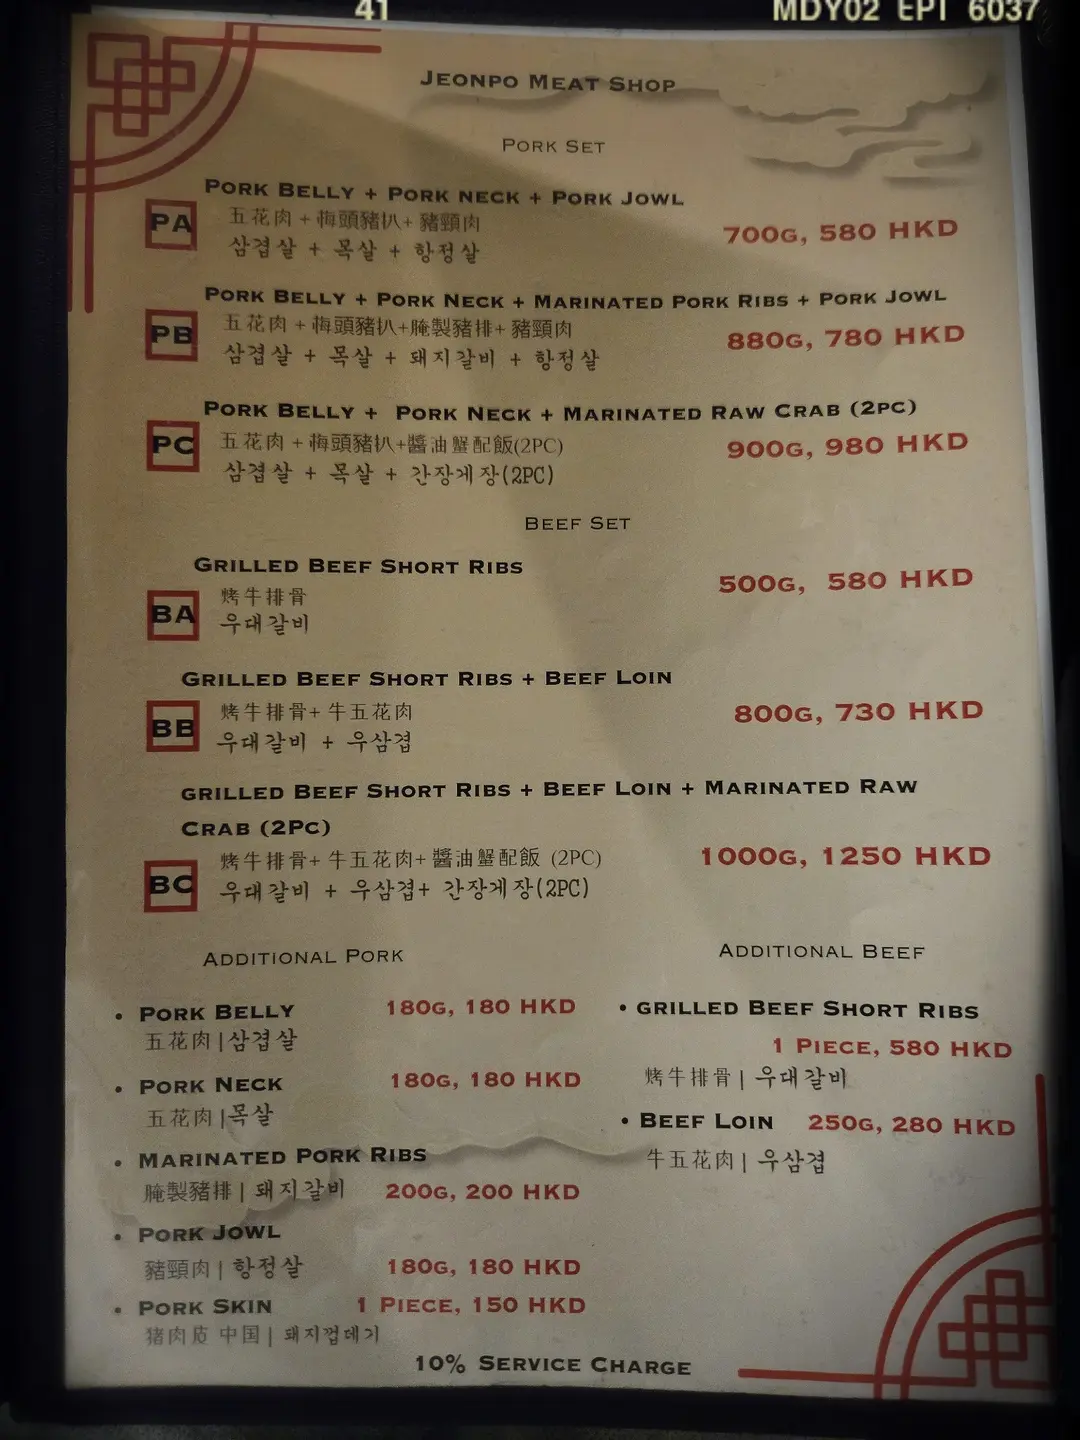 41 MDY02 EPI 6037
JEONPO MEAT SHOP
PORK SET
PORK BELLY + PORK NECK + PORK JOWL
PA
五花肉 + 梅頭豬扒+ 豬頸肉
삼겹살 + 목살 + 항정살
700G, 580 HKD
PORK BELLY + PORK NECK + MARINATED PORK RIBS + PORK JOWL
PB
五花肉 + 梅頭豬扒+腌製豬排+ 豬頸肉
삼겹살 + 목살 + 돼지갈비 + 항정살
880G, 780 HKD
PORK BELLY + PORK NECK + MARINATED RAW CRAB (2PC)
PC
五花肉 + 梅頭豬扒+醬油蟹配飯(2PC)
삼겹살 + 목살 + 간장게장(2PC)
900G, 980 HKD
BEEF SET
GRILLED BEEF SHORT RIBS
BA
烤牛排骨
우대갈비
500G, 580 HKD
GRILLED BEEF SHORT RIBS + BEEF LOIN
BB
烤牛排骨+ 牛五花肉
우대갈비 + 우삼겹
800G, 730 HKD
GRILLED BEEF SHORT RIBS + BEEF LOIN + MARINATED RAW
CRAB (2PC)
BC
烤牛排骨+ 牛五花肉+ 醬油蟹配飯 (2PC)
우대갈비 + 우삼겹+ 간장게장(2PC)
1000G, 1250 HKD
ADDITIONAL PORK
• PORK BELLY 180G, 180 HKD
五花肉 | 삼겹살
• PORK NECK 180G, 180 HKD
五花肉 | 목살
• MARINATED PORK RIBS
腌製豬排 | 돼지갈비 200G, 200 HKD
• PORK JOWL
豬頸肉 | 항정살 180G, 180 HKD
• PORK SKIN 1 PIECE, 150 HKD
猪肉皮 中国 | 돼지껍데기
ADDITIONAL BEEF
• GRILLED BEEF SHORT RIBS
1 PIECE, 580 HKD
烤牛排骨 | 우대갈비
• BEEF LOIN 250G, 280 HKD
牛五花肉 | 우삼겹
10% SERVICE CHARGE